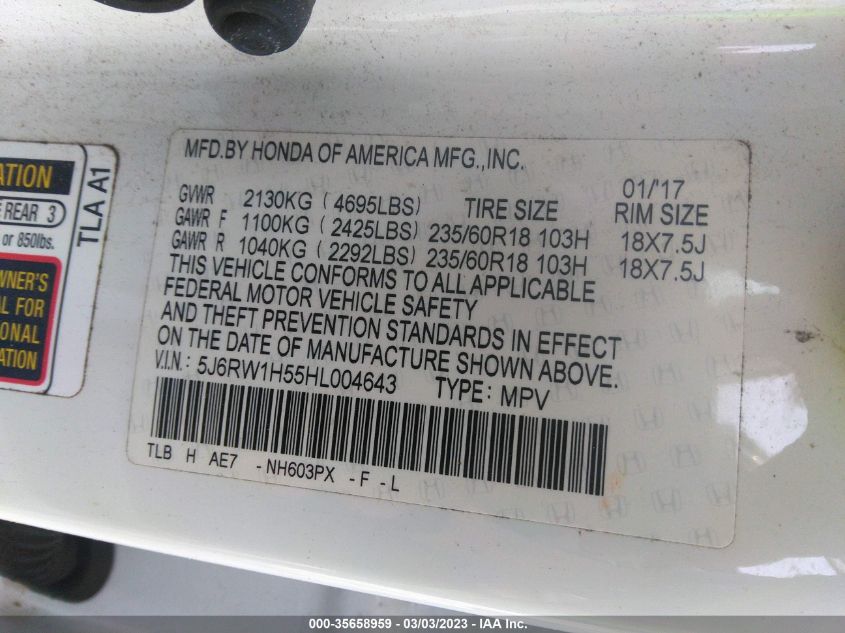 ATION
E REAR 3
or 850lbs.
WNER'S
AL FOR
IONAL
ATION
TLA A1
MFD.BY HONDA OF AMERICA MFG.,INC.
01/'17
GVWR 2130KG (4695LBS) TIRE SIZE RIM SIZE
GAWR F 1100KG (2425LBS) 235/60R18 103H 18X7.5J
GAWR R 1040KG (2292LBS) 235/60R18 103H 18X7.5J
THIS VEHICLE CONFORMS TO ALL APPLICABLE
FEDERAL MOTOR VEHICLE SAFETY
AND THEFT PREVENTION STANDARDS IN EFFECT
ON THE DATE OF MANUFACTURE SHOWN ABOVE.
V.I.N.: 5J6RW1H55HL004643 TYPE: MPV
TLB H AE7 -NH603PX -F -L
000-35658959 — 03/03/2023 — IAA Inc.